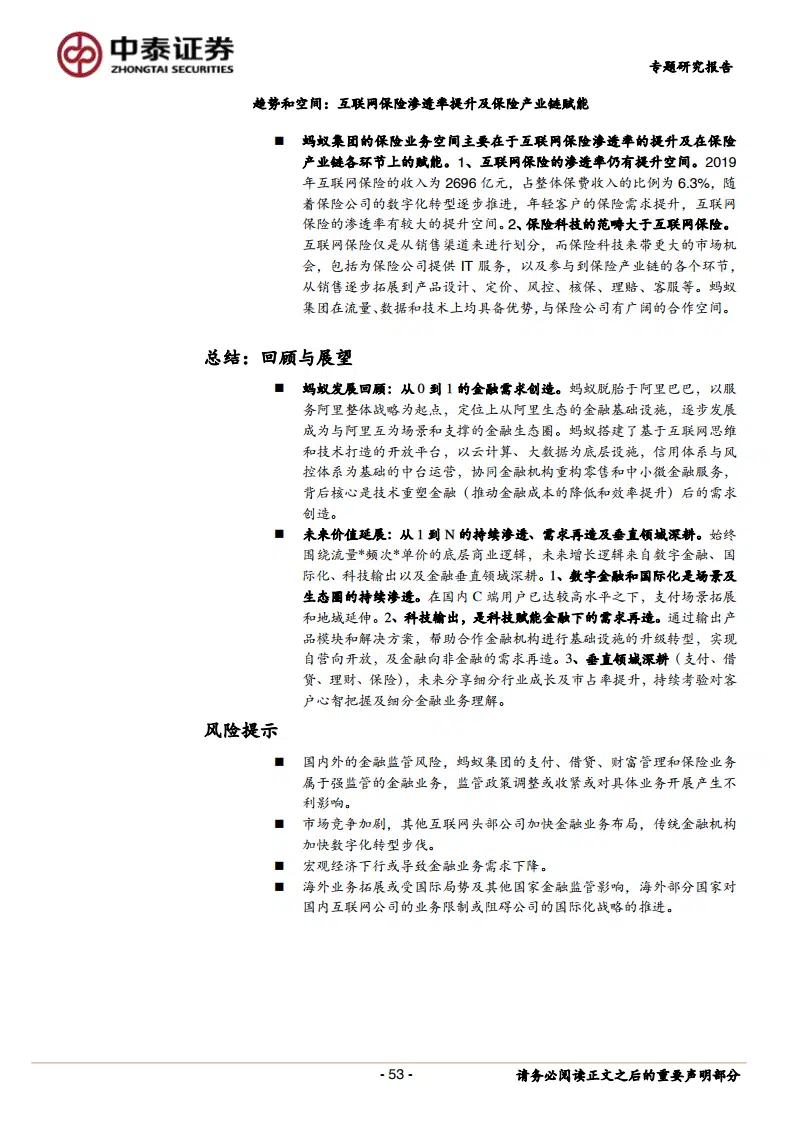 中泰证券
ZHONGTAI SECURITIES
专题研究报告
趋势和空间：互联网保险渗透率提升及保险产业链赋能
■ 蚂蚁集团的保险业务空间主要在于互联网保险渗透率的提升及在保险
产业链各环节上的赋能。1、互联网保险的渗透率仍有提升空间。2019
年互联网保险的收入为 2696 亿元，占整体保费收入的比例为 6.3%，随
着保险公司的数字化转型逐步推进，年轻客户的保险需求提升，互联网
保险的渗透率有较大的提升空间。2、保险科技的范畴大于互联网保险。
互联网保险仅是从销售渠道来进行划分，而保险科技来带更大的市场机
会，包括为保险公司提供 IT 服务，以及参与到保险产业链的各个环节，
从销售逐步拓展到产品设计、定价、风控、核保、理赔、客服等。蚂蚁
集团在流量、数据和技术上均具备优势，与保险公司有广阔的合作空间。
总结：回顾与展望
■ 蚂蚁发展回顾：从 0 到 1 的金融需求创造。蚂蚁脱胎于阿里巴巴，以服
务阿里整体战略为起点，定位上从阿里生态的金融基础设施，逐步发展
成为与阿里互为场景和支撑的金融生态圈。蚂蚁搭建了基于互联网思维
和技术打造的开放平台，以云计算、大数据为底层设施，信用体系与风
控体系为基础的中台运营，协同金融机构重构零售和中小微金融服务，
背后核心是技术重塑金融（推动金融成本的降低和效率提升）后的需求
创造。
■ 未来价值延展：从 1 到 N 的持续渗透、需求再造及垂直领域深耕。始终
围绕流量*频次*单价的底层商业逻辑，未来增长逻辑来自数字金融、国
际化、科技输出以及金融垂直领域深耕。1、数字金融和国际化是场景及
生态圈的持续渗透。在国内 C 端用户已达较高水平之下，支付场景拓展
和地域延伸。2、科技输出，是科技赋能金融下的需求再造。通过输出产
品模块和解决方案，帮助合作金融机构进行基础设施的升级转型，实现
自营向开放，及金融向非金融的需求再造。3、垂直领域深耕（支付、借
贷、理财、保险），未来分享细分行业成长及市占率提升，持续考验对客
户心智把握及细分金融业务理解。
风险提示
■ 国内外的金融监管风险，蚂蚁集团的支付、借贷、财富管理和保险业务
属于强监管的金融业务，监管政策调整或收紧或对具体业务开展产生不
利影响。
■ 市场竞争加剧，其他互联网头部公司加快金融业务布局，传统金融机构
加快数字化转型步伐。
■ 宏观经济下行或导致金融业务需求下降。
■ 海外业务拓展或受国际局势及其他国家金融监管影响，海外部分国家对
国内互联网公司的业务限制或阻碍公司的国际化战略的推进。
- 53 -
请务必阅读正文之后的重要声明部分